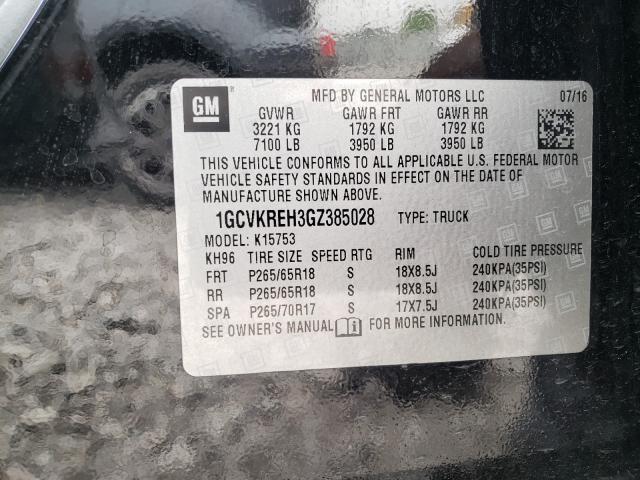 GM
MFD BY GENERAL MOTORS LLC 07/16
GVWR GAWR FRT GAWR RR
3221 KG 1792 KG 1792 KG
7100 LB 3950 LB 3950 LB
THIS VEHICLE CONFORMS TO ALL APPLICABLE U.S. FEDERAL MOTOR
VEHICLE SAFETY STANDARDS IN EFFECT ON THE DATE OF
MANUFACTURE SHOWN ABOVE.
1GCVKREH3GZ385028 TYPE: TRUCK
MODEL: K15753
KH96 TIRE SIZE SPEED RTG RIM COLD TIRE PRESSURE
FRT P265/65R18 S 18X8.5J 240KPA(35PSI)
RR P265/65R18 S 18X8.5J 240KPA(35PSI)
SPA P265/70R17 S 17X7.5J 240KPA(35PSI)
SEE OWNER'S MANUAL FOR MORE INFORMATION.